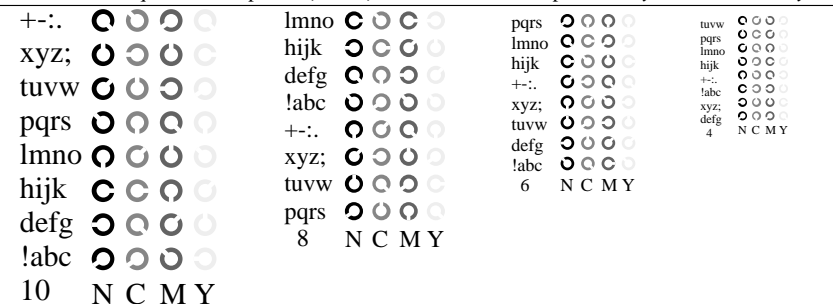 +-:.
xyz;
tuvw
pqrs
lmno
hijk
defg
!abc
10 N C M Y
lmno
hijk
defg
!abc
+-:.
xyz;
tuvw
pqrs
8 N C M Y
pqrs
lmno
hijk
+-:.
xyz;
tuvw
defg
!abc
6 N C M Y
tuvw
pqrs
lmno
hijk
+-:.
!abc
xyz;
defg
4 N C M Y